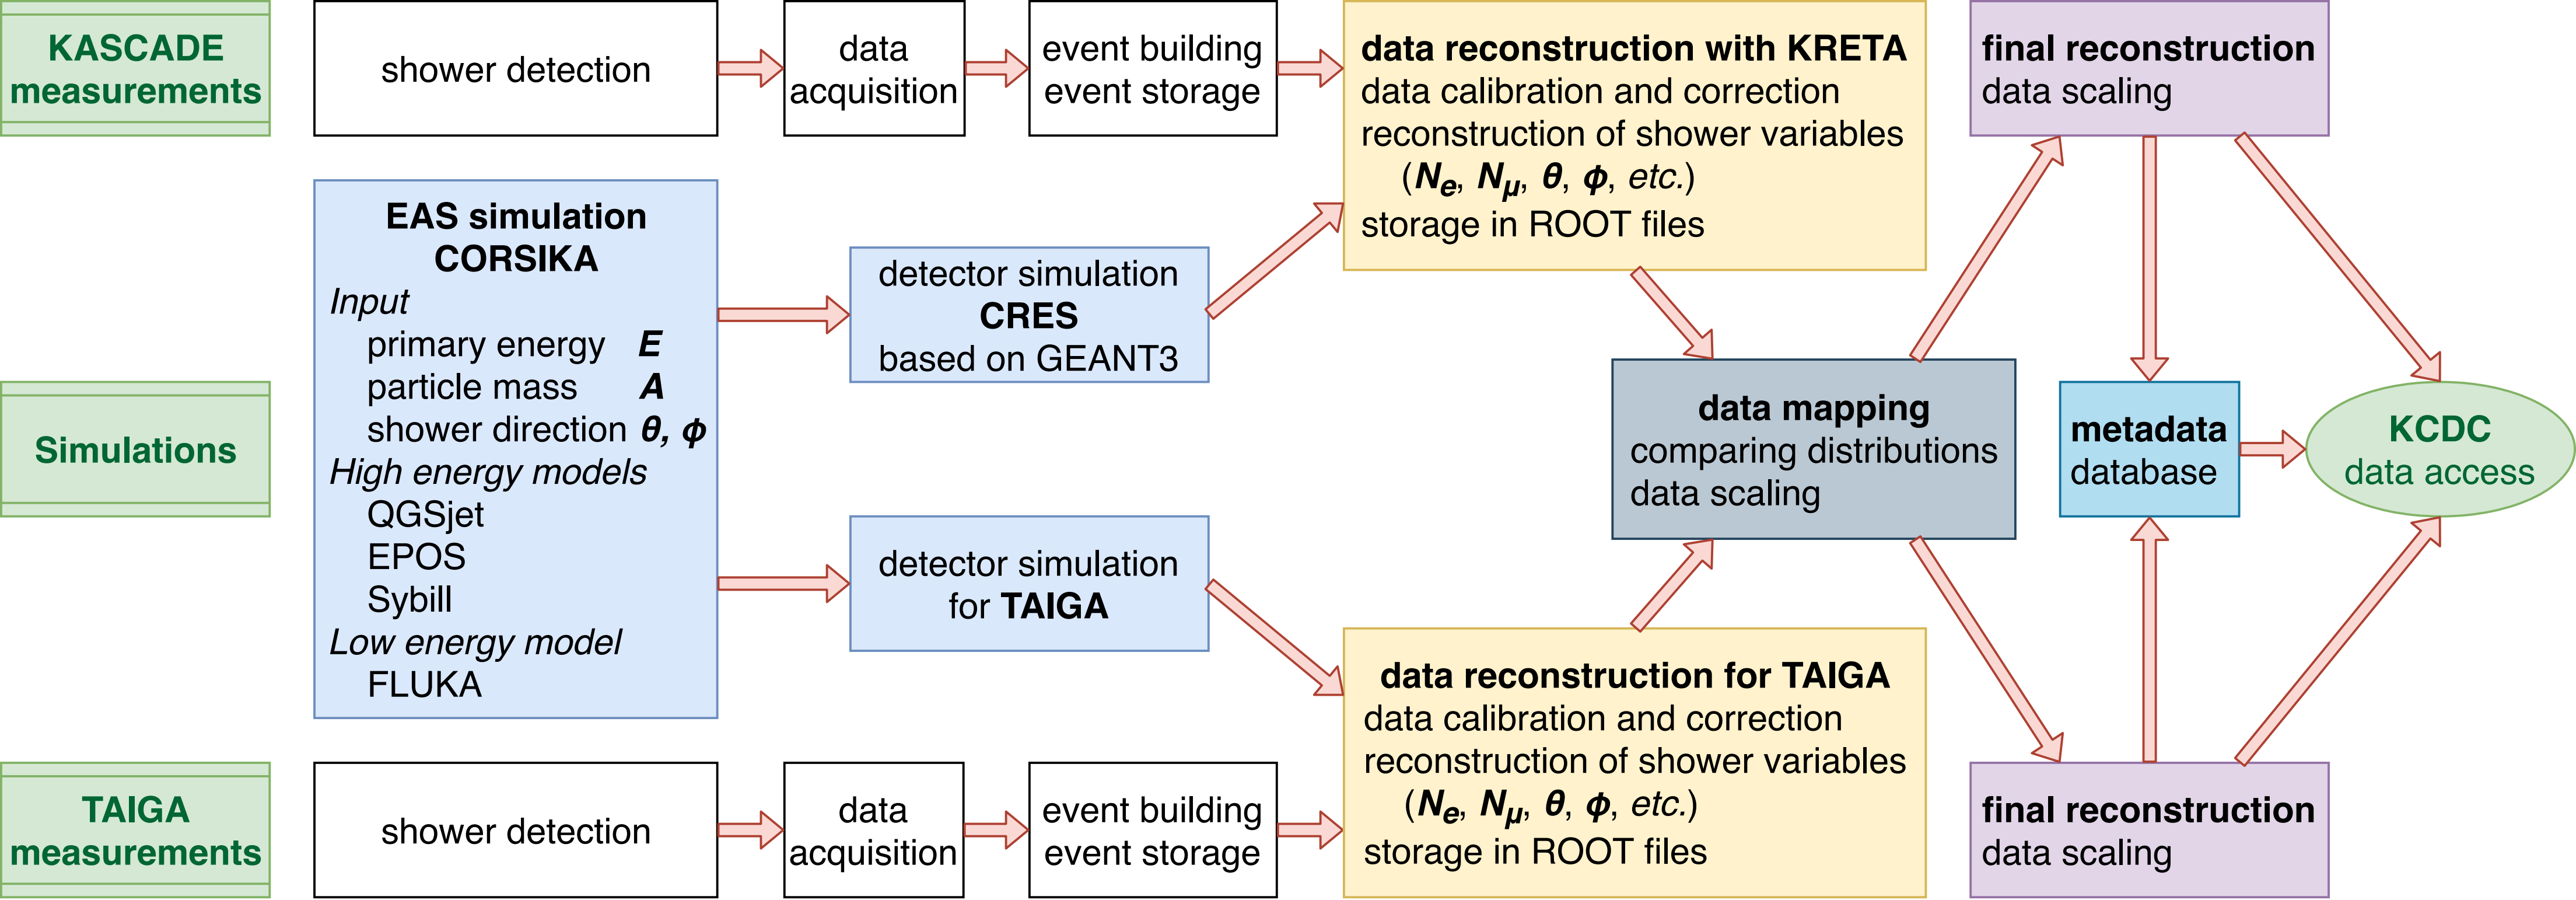 KASCADE
measurements
shower detection
data
acquisition
event building
event storage
data reconstruction with KRETA
data calibration and correction
reconstruction of shower variables
(Ne, Nμ, θ, ϕ, etc.)
storage in ROOT files
final reconstruction
data scaling
Simulations
EAS simulation
CORSIKA
Input
primary energy E
particle mass A
shower direction θ, ϕ
High energy models
QGSjet
EPOS
Sybill
Low energy model
FLUKA
detector simulation
CRES
based on GEANT3
detector simulation
for TAIGA
data mapping
comparing distributions
data scaling
metadata
database
KCDC
data access
TAIGA
measurements
shower detection
data
acquisition
event building
event storage
data reconstruction for TAIGA
data calibration and correction
reconstruction of shower variables
(Ne, Nμ, θ, ϕ, etc.)
storage in ROOT files
final reconstruction
data scaling